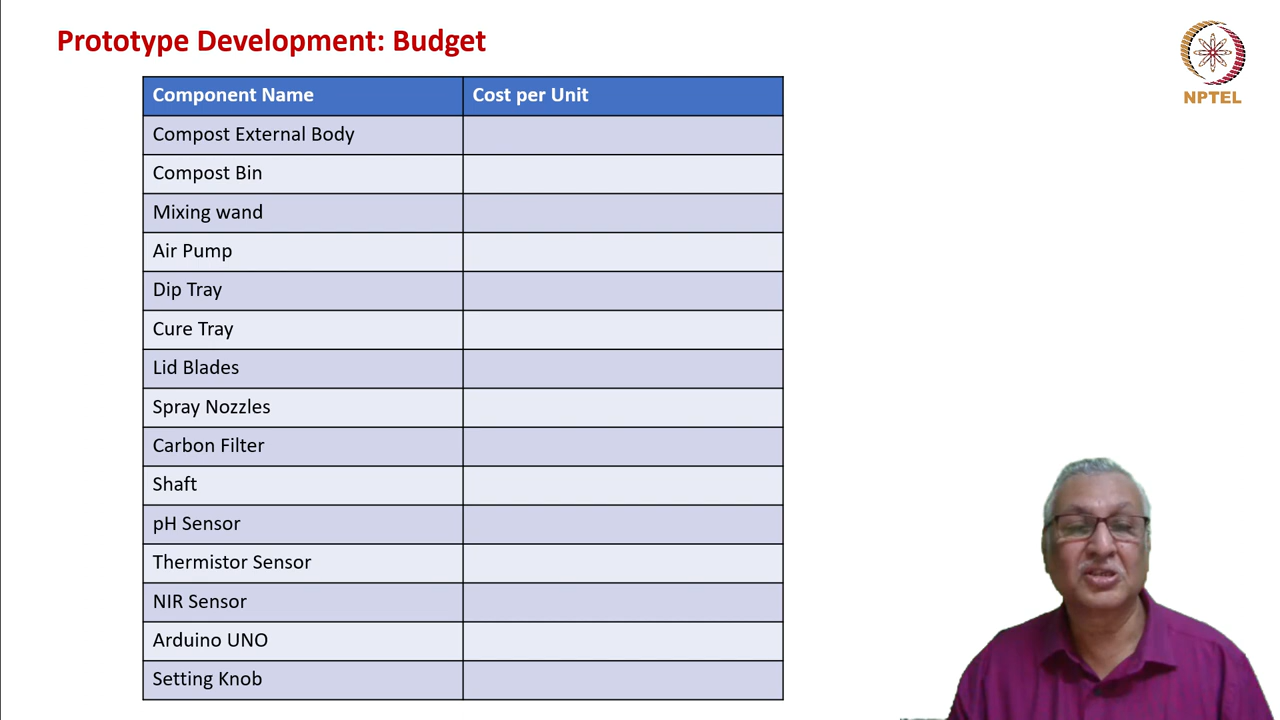 Prototype Development: Budget
NPTEL
Component Name Cost per Unit
Compost External Body
Compost Bin
Mixing wand
Air Pump
Dip Tray
Cure Tray
Lid Blades
Spray Nozzles
Carbon Filter
Shaft
pH Sensor
Thermistor Sensor
NIR Sensor
Arduino UNO
Setting Knob